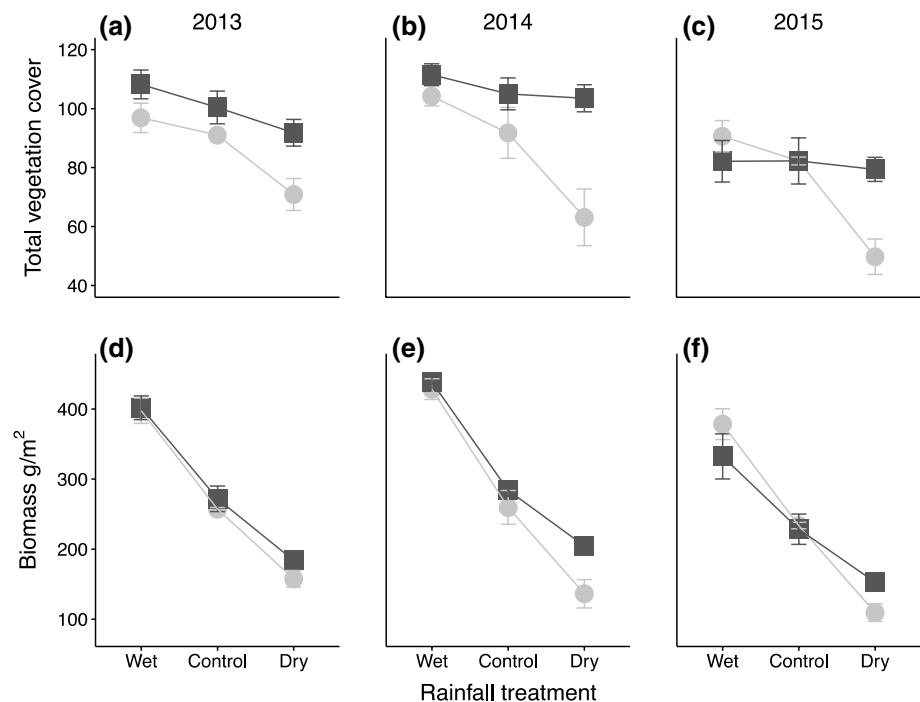 (a) 2013
(b) 2014
(c) 2015
Total vegetation cover
120
100
80
60
40
(d)
(e)
(f)
Biomass g/m²
400
300
200
100
Wet Control Dry
Wet Control Dry
Wet Control Dry
Rainfall treatment